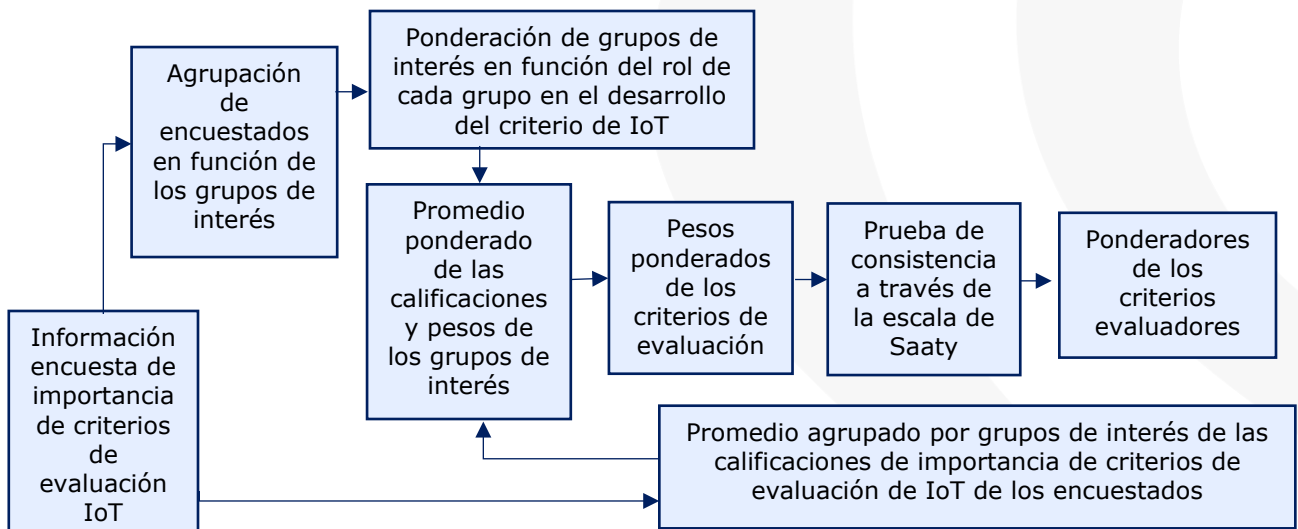 Ponderación de grupos de
interés en función del rol de
cada grupo en el desarrollo
del criterio de IoT
Agrupación
de
encuestados
en función de
los grupos de
interés
Promedio
ponderado
de las
calificaciones
y pesos de
los grupos de
interés
Pesos
ponderados
de los
criterios de
evaluación
Prueba de
consistencia
a través de
la escala de
Saaty
Ponderadores
de los
criterios
evaluadores
Información
encuesta de
importancia
de criterios
de
evaluación
IoT
Promedio agrupado por grupos de interés de las
calificaciones de importancia de criterios de
evaluación de IoT de los encuestados